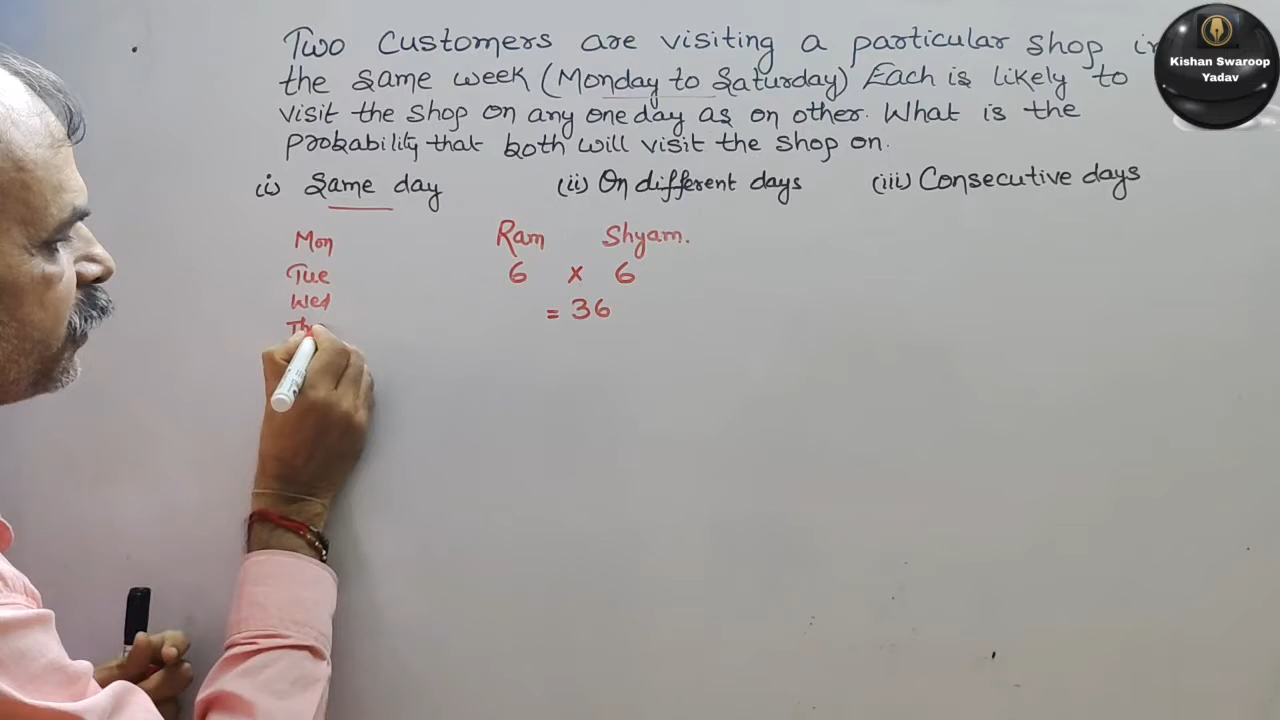 Two customers are visiting a particular shop in
the same week (Monday to Saturday) Each is likely to
visit the shop on any one day as on other. What is the
probability that both will visit the shop on.
(i) Same day (ii) On different days (iii) Consecutive days
Mon Ram Shyam.
Tue 6 x 6
Wed = 36
Kishan Swaroop
Yadav